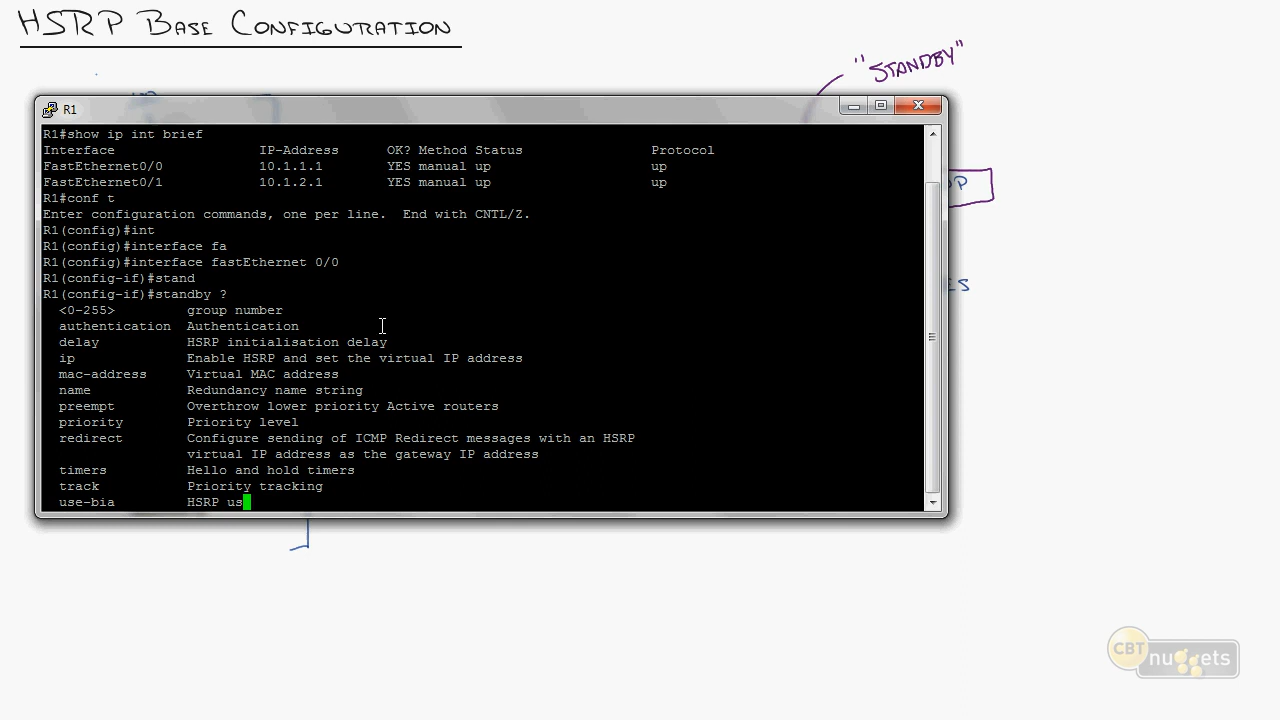 HSRP BASE CONFIGURATION
"STANDBY"
R1
R1#show ip int brief
Interface IP-Address OK? Method Status Protocol
FastEthernet0/0 10.1.1.1 YES manual up up
FastEthernet0/1 10.1.2.1 YES manual up up
R1#conf t
Enter configuration commands, one per line. End with CNTL/Z.
R1(config)#int
R1(config)#interface fa
R1(config)#interface fastEthernet 0/0
R1(config-if)#stand
R1(config-if)#standby ?
<0-255> group number
authentication Authentication
delay HSRP initialisation delay
ip Enable HSRP and set the virtual IP address
mac-address Virtual MAC address
name Redundancy name string
preempt Overthrow lower priority Active routers
priority Priority level
redirect Configure sending of ICMP Redirect messages with an HSRP
virtual IP address as the gateway IP address
timers Hello and hold timers
track Priority tracking
use-bia HSRP us
CBT nuggets